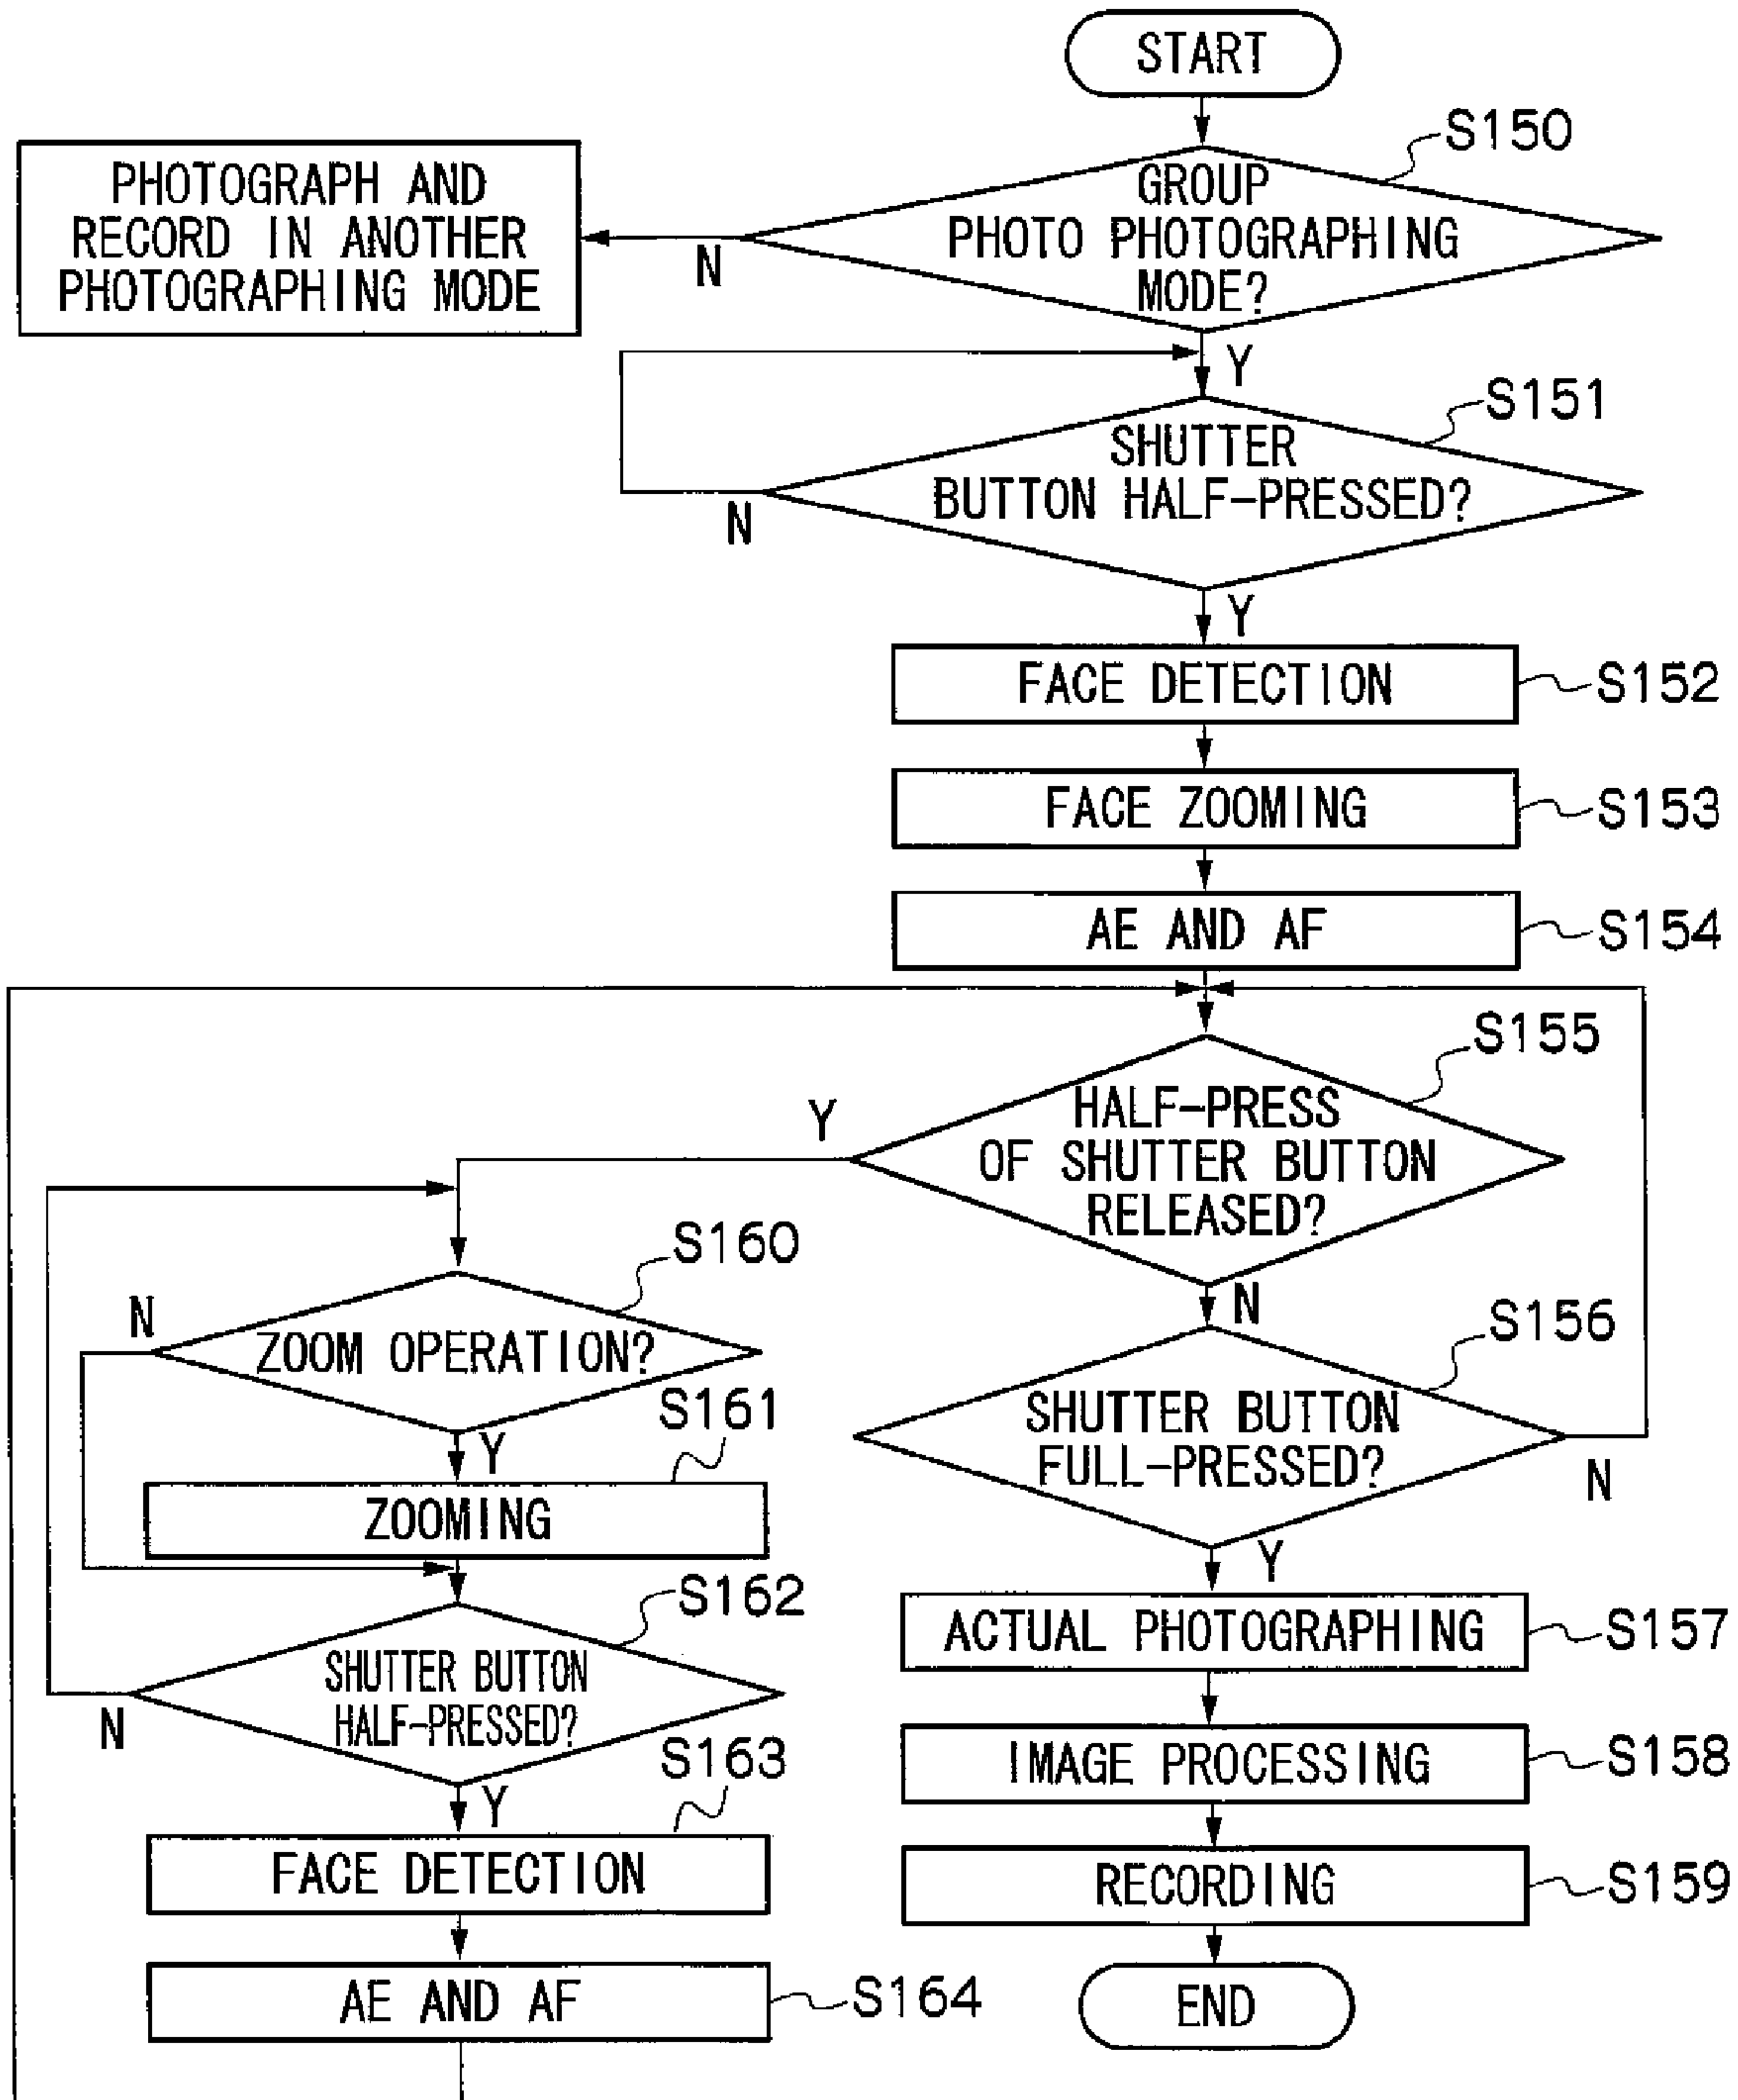 START
S150
GROUP
PHOTO PHOTOGRAPHING
MODE?
N
PHOTOGRAPH AND
RECORD IN ANOTHER
PHOTOGRAPHING MODE
Y
S151
SHUTTER
BUTTON HALF-PRESSED?
N
Y
FACE DETECTION
S152
FACE ZOOMING
S153
AE AND AF
S154
S155
HALF-PRESS
OF SHUTTER BUTTON
RELEASED?
Y
N
S156
SHUTTER BUTTON
FULL-PRESSED?
N
Y
ACTUAL PHOTOGRAPHING
S157
IMAGE PROCESSING
S158
RECORDING
S159
END
S160
ZOOM OPERATION?
N
Y
S161
ZOOMING
S162
SHUTTER BUTTON
HALF-PRESSED?
N
Y
S163
FACE DETECTION
AE AND AF
S164